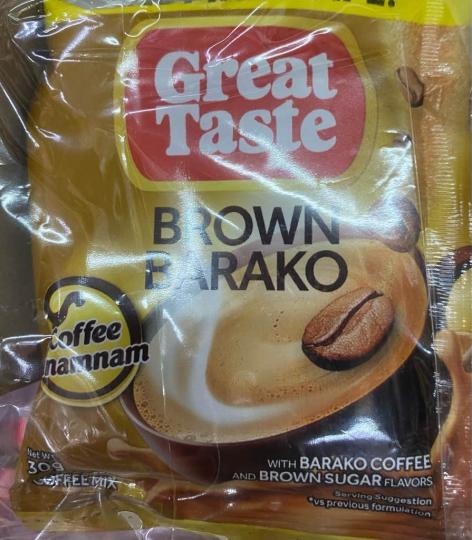 Great
Taste
BROWN
BARAKO
Coffee
namnam
Net W
30g
COFFEE MIX
WITH BARAKO COFFEE
AND BROWN SUGAR FLAVORS
Serving Suggestion
*vs previous formulation